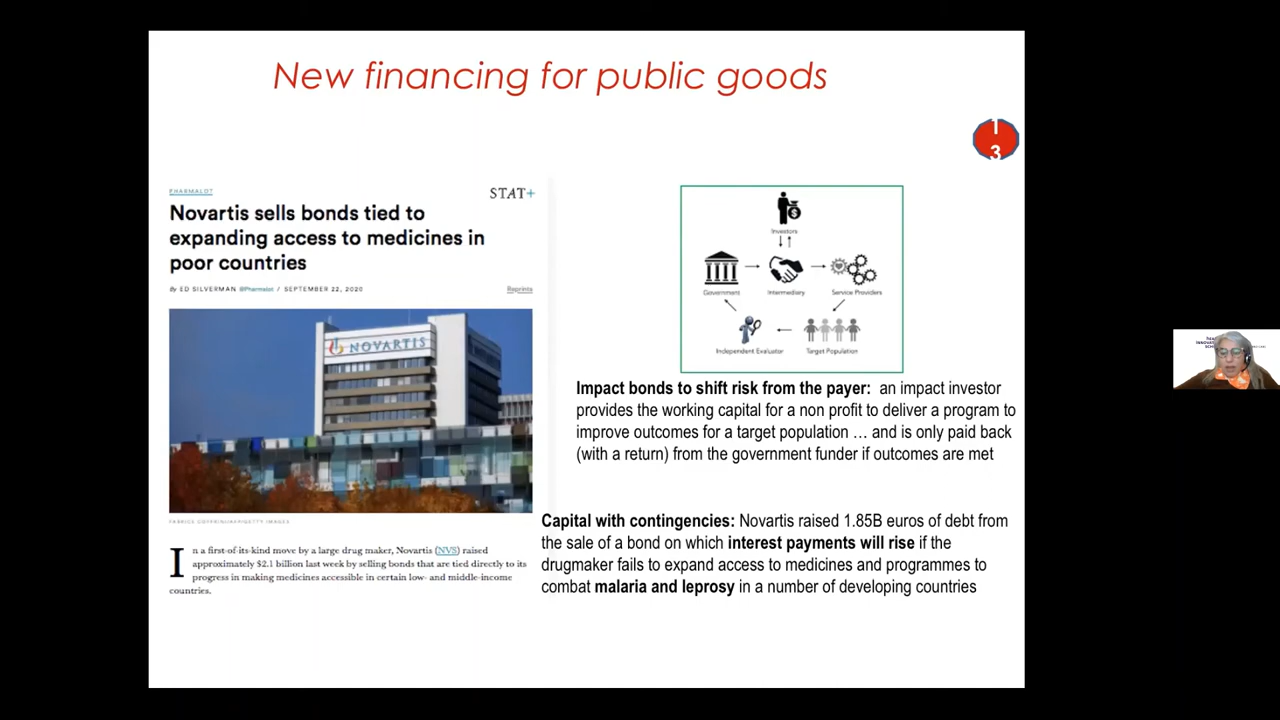 New financing for public goods
1
3
PHARMALOT
STAT+
Novartis sells bonds tied to
expanding access to medicines in
poor countries
By ED SILVERMAN @Pharmalot / SEPTEMBER 22, 2020
Reprints
NOVARTIS
FABRICE COFFRINI/AFP/GETTY IMAGES
In a first-of-its-kind move by a large drug maker, Novartis (NVS) raised
approximately $2.1 billion last week by selling bonds that are tied directly to its
progress in making medicines accessible in certain low- and middle-income
countries.
Investors
Government
Intermediary
Service Providers
Independent Evaluator
Target Population
Impact bonds to shift risk from the payer: an impact investor
provides the working capital for a non profit to deliver a program to
improve outcomes for a target population … and is only paid back
(with a return) from the government funder if outcomes are met
Capital with contingencies: Novartis raised 1.85B euros of debt from
the sale of a bond on which interest payments will rise if the
drugmaker fails to expand access to medicines and programmes to
combat malaria and leprosy in a number of developing countries